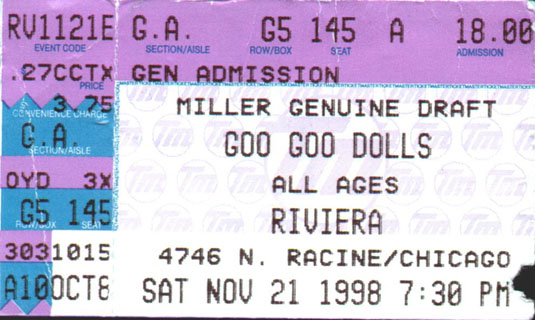 RV1121E G.A. G5 145 A 18.00
EVENT CODE SECTION/AISLE ROW/BOX SEAT ADMISSION
.27CCTX GEN ADMISSION
PRICE
3.75 MILLER GENUINE DRAFT
CONVENIENCE CHARGE
G.A. GOO GOO DOLLS
SECTION/AISLE
OYD 3X ALL AGES
G5 145 RIVIERA
ROW/BOX SEAT
3031015 4746 N. RACINE/CHICAGO
A10OCT8 SAT NOV 21 1998 7:30 PM